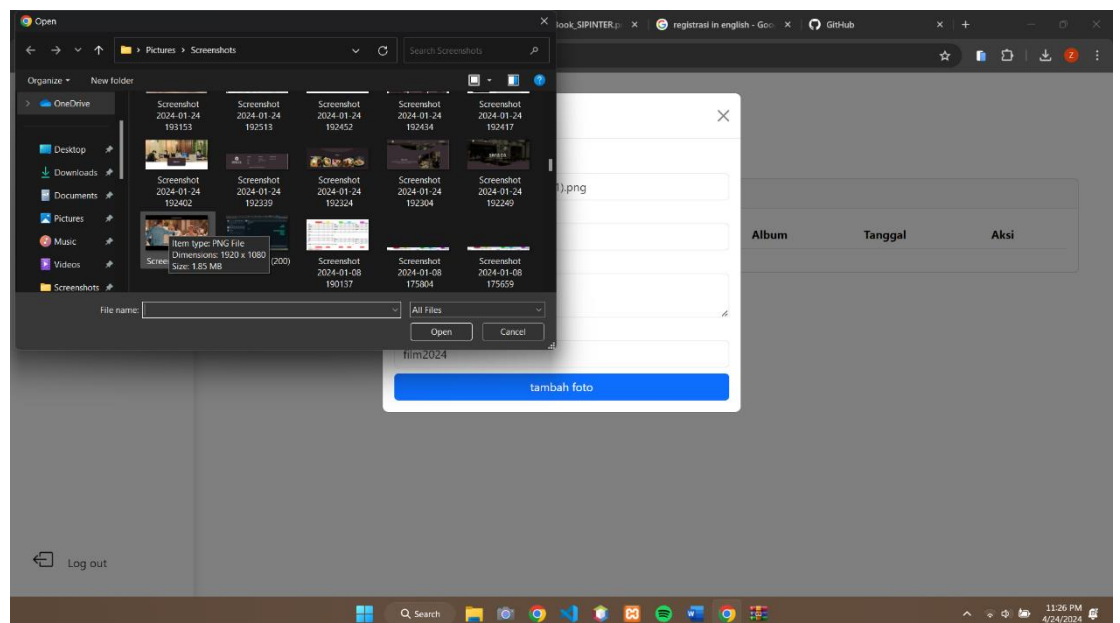 Open
look_SIPINTER.p
registrasi in english - Goo
GitHub
Pictures > Screenshots
Search Screenshots
Organize
New folder
OneDrive
Desktop
Downloads
Documents
Pictures
Music
Videos
Screenshots
Screenshot 2024-01-24 193153
Screenshot 2024-01-24 192513
Screenshot 2024-01-24 192452
Screenshot 2024-01-24 192434
Screenshot 2024-01-24 192417
Screenshot 2024-01-24 192402
Screenshot 2024-01-24 192339
Screenshot 2024-01-24 192324
Screenshot 2024-01-24 192304
Screenshot 2024-01-24 192249
Scree
(200)
Item type: PNG File
Dimensions: 1920 x 1080
Size: 1.85 MB
Screenshot 2024-01-08 190137
Screenshot 2024-01-08 175804
Screenshot 2024-01-08 175659
File name:
All Files
Open
Cancel
1).png
film2024
tambah foto
Album
Tanggal
Aksi
Log out
Search
11:26 PM
4/24/2024